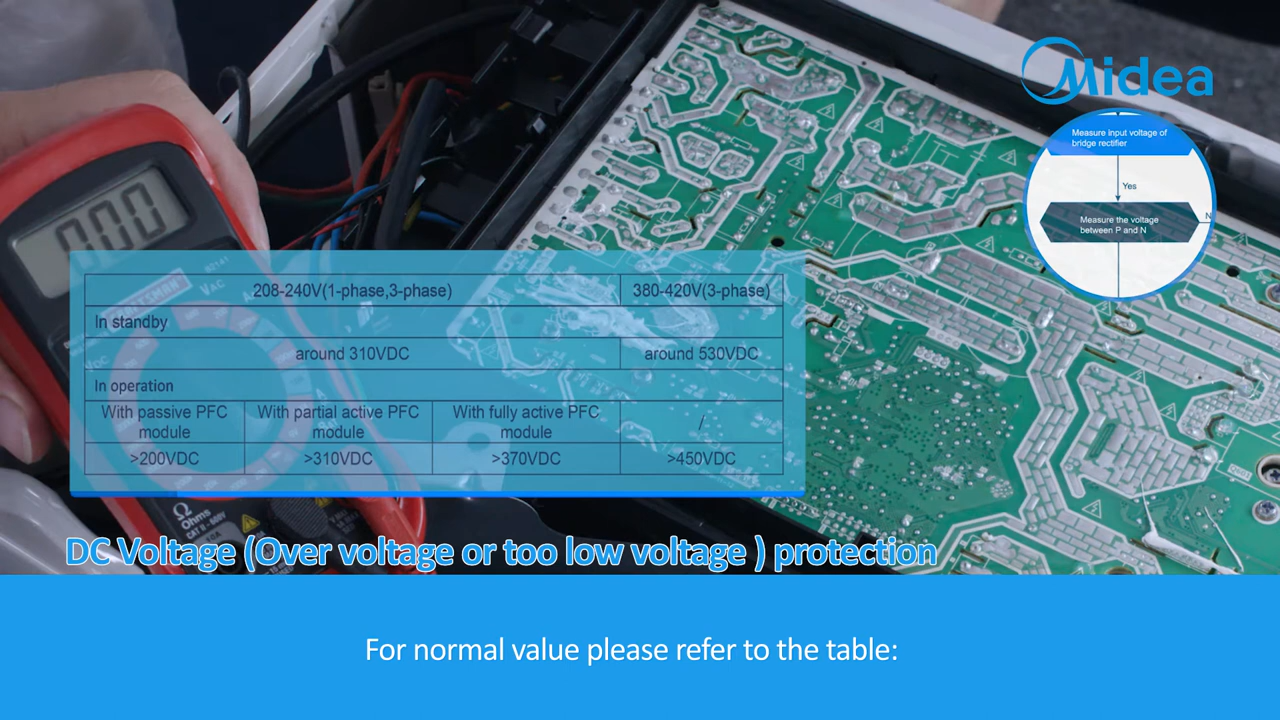 Midea
Measure input voltage of
bridge rectifier
Yes
Measure the voltage
between P and N
N
000
VAC
Ω
Ohms
208-240V(1-phase,3-phase)
380-420V(3-phase)
In standby
around 310VDC
around 530VDC
In operation
With passive PFC
module
With partial active PFC
module
With fully active PFC
module
/
>200VDC
>310VDC
>370VDC
>450VDC
DC Voltage (Over voltage or too low voltage ) protection
For normal value please refer to the table: